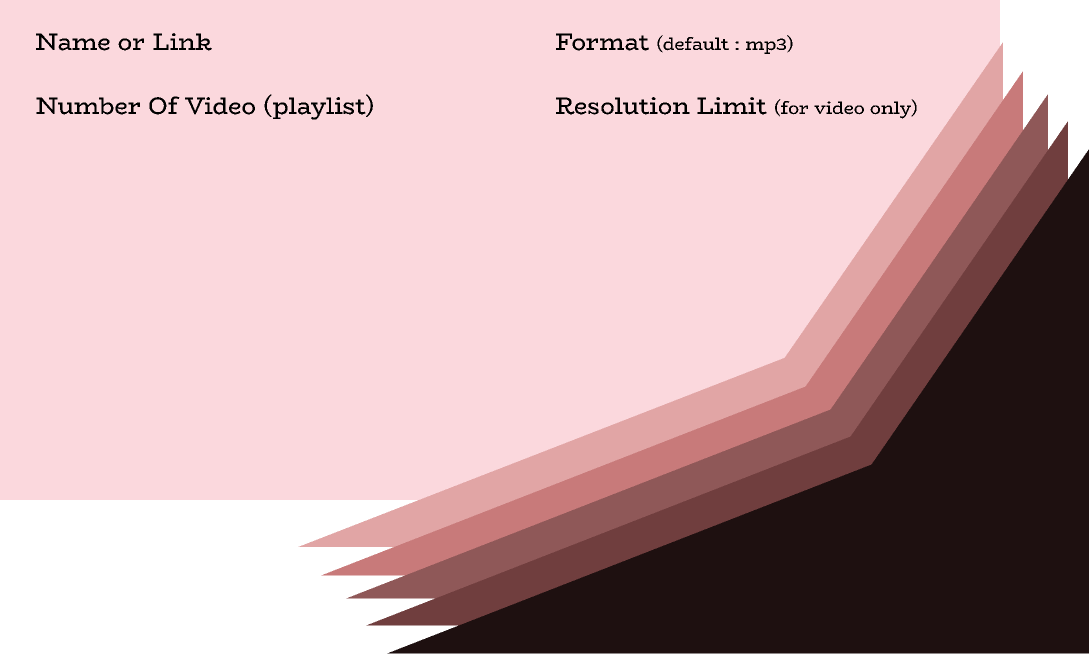 Name or Link
Format (default : mp3)
Number Of Video (playlist)
Resolution Limit (for video only)